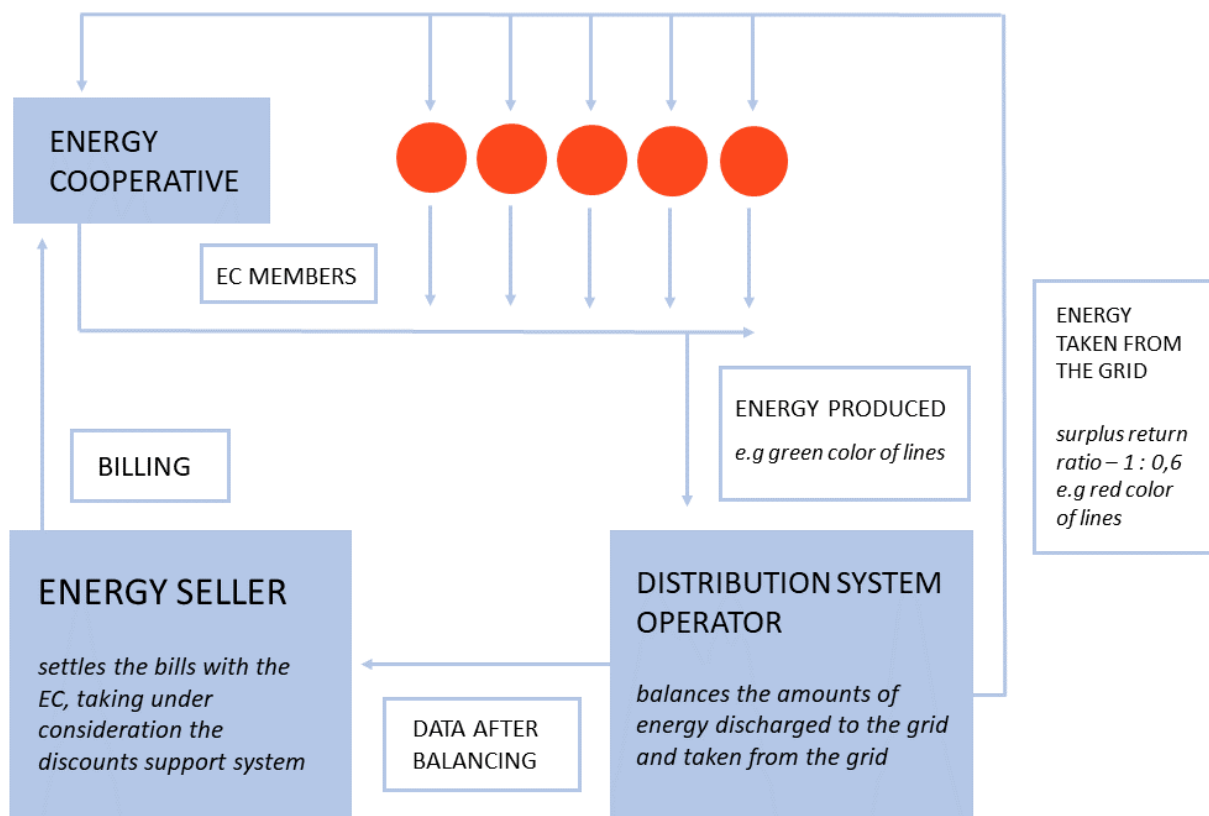 ENERGY
COOPERATIVE
EC MEMBERS
ENERGY
TAKEN FROM
THE GRID
surplus return
ratio – 1 : 0,6
e.g red color
of lines
ENERGY PRODUCED
e.g green color of lines
BILLING
ENERGY SELLER
settles the bills with the
EC, taking under
consideration the
discounts support system
DISTRIBUTION SYSTEM
OPERATOR
balances the amounts of
energy discharged to the grid
and taken from the grid
DATA AFTER
BALANCING